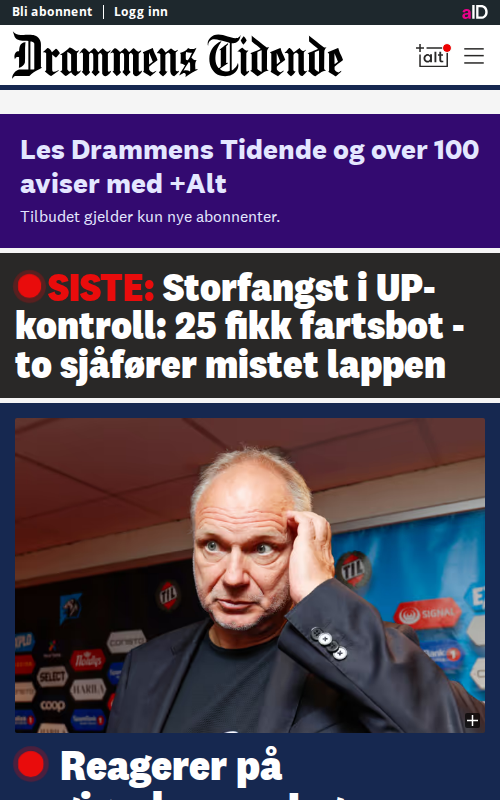 Bli abonnent | Logg inn
aID
Drammens Tidende
+alt
Les Drammens Tidende og over 100
aviser med +Alt
Tilbudet gjelder kun nye abonnenter.
SISTE: Storfangst i UP-
kontroll: 25 fikk fartsbot -
to sjåfører mistet lappen
TIL
TIL
SIGNAL
CONISTO
SELECT
HARILA
coop
Reagerer på